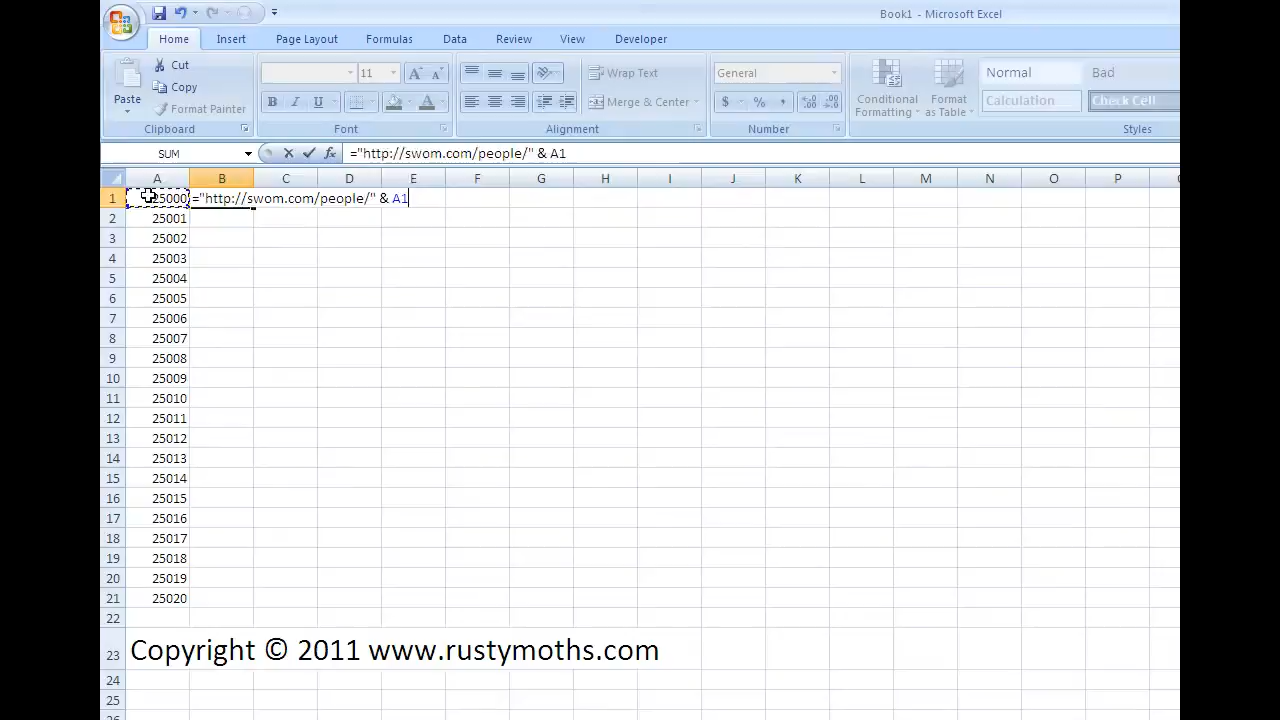 Book1 - Microsoft Excel
Home Insert Page Layout Formulas Data Review View Developer
Cut
Copy
Format Painter
Paste
11
B I U A
Wrap Text
Merge & Center
General
$ % ,
Conditional Formatting
Format as Table
Normal Bad
Calculation Check Cell
Clipboard Font Alignment Number Styles
SUM fx ="http://swom.com/people/" & A1
A B C D E F G H I J K L M N O P
1 25000 ="http://swom.com/people/" & A1
2 25001
3 25002
4 25003
5 25004
6 25005
7 25006
8 25007
9 25008
10 25009
11 25010
12 25011
13 25012
14 25013
15 25014
16 25015
17 25016
18 25017
19 25018
20 25019
21 25020
22
23 Copyright © 2011 www.rustymoths.com
24
25
26